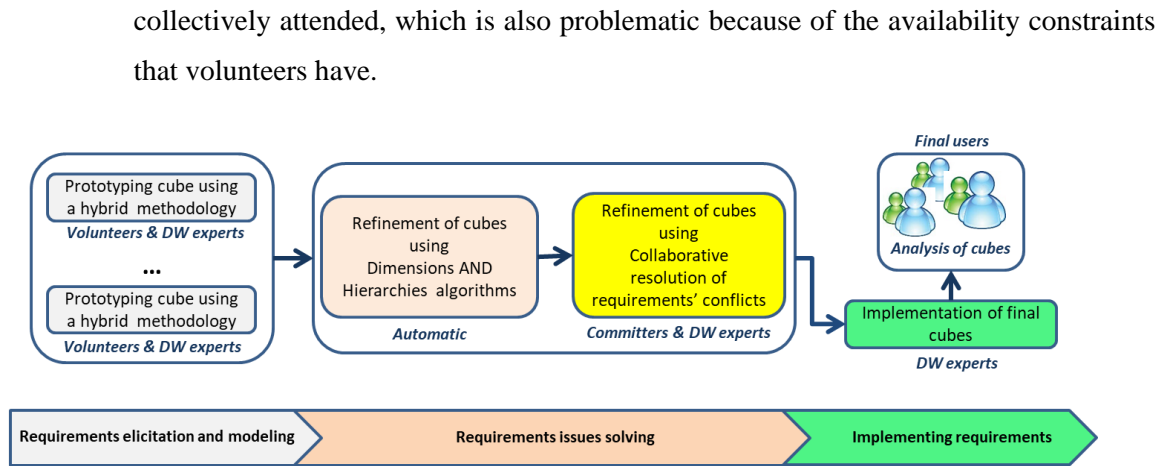 collectively attended, which is also problematic because of the availability constraints
that volunteers have.
Prototyping cube using
a hybrid methodology
Volunteers & DW experts
...
Prototyping cube using
a hybrid methodology
Volunteers & DW experts
Refinement of cubes
using
Dimensions AND
Hierarchies algorithms
Automatic
Refinement of cubes
using
Collaborative
resolution of
requirements' conflicts
Committers & DW experts
Final users
Analysis of cubes
Implementation of final
cubes
DW experts
Requirements elicitation and modeling
Requirements issues solving
Implementing requirements